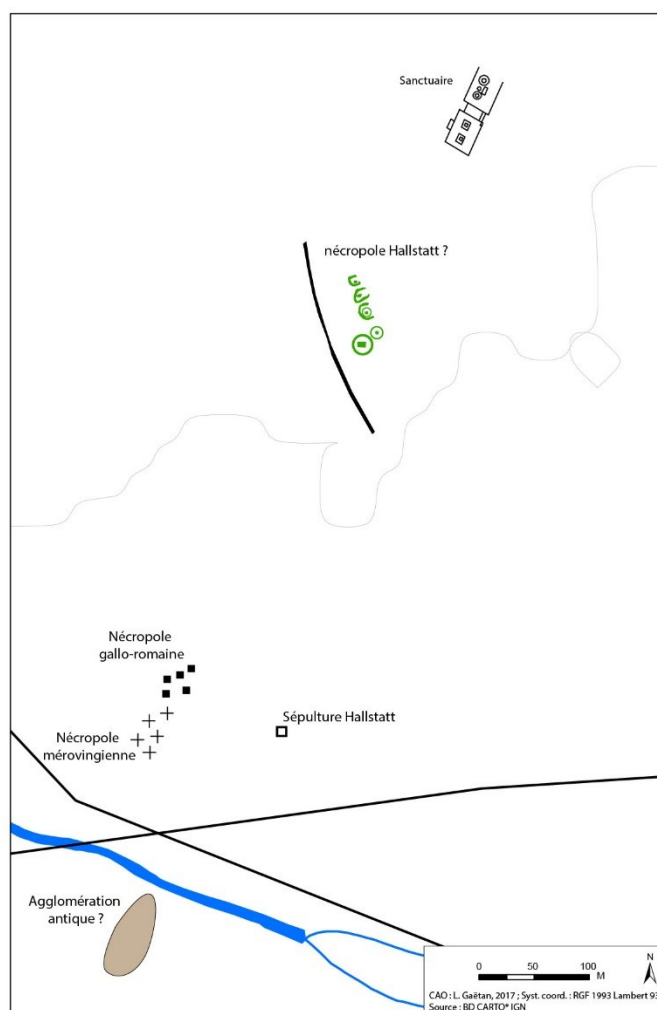 Sanctuaire
nécropole Hallstatt ?
Nécropole
gallo-romaine
Sépulture Hallstatt
Nécropole
mérovingienne
Agglomération
antique ?
N
0 50 100
M
CAO : L. Gaëtan, 2017 ; Syst. coord. : RGF 1993 Lambert 93
Source : BD CARTO® IGN